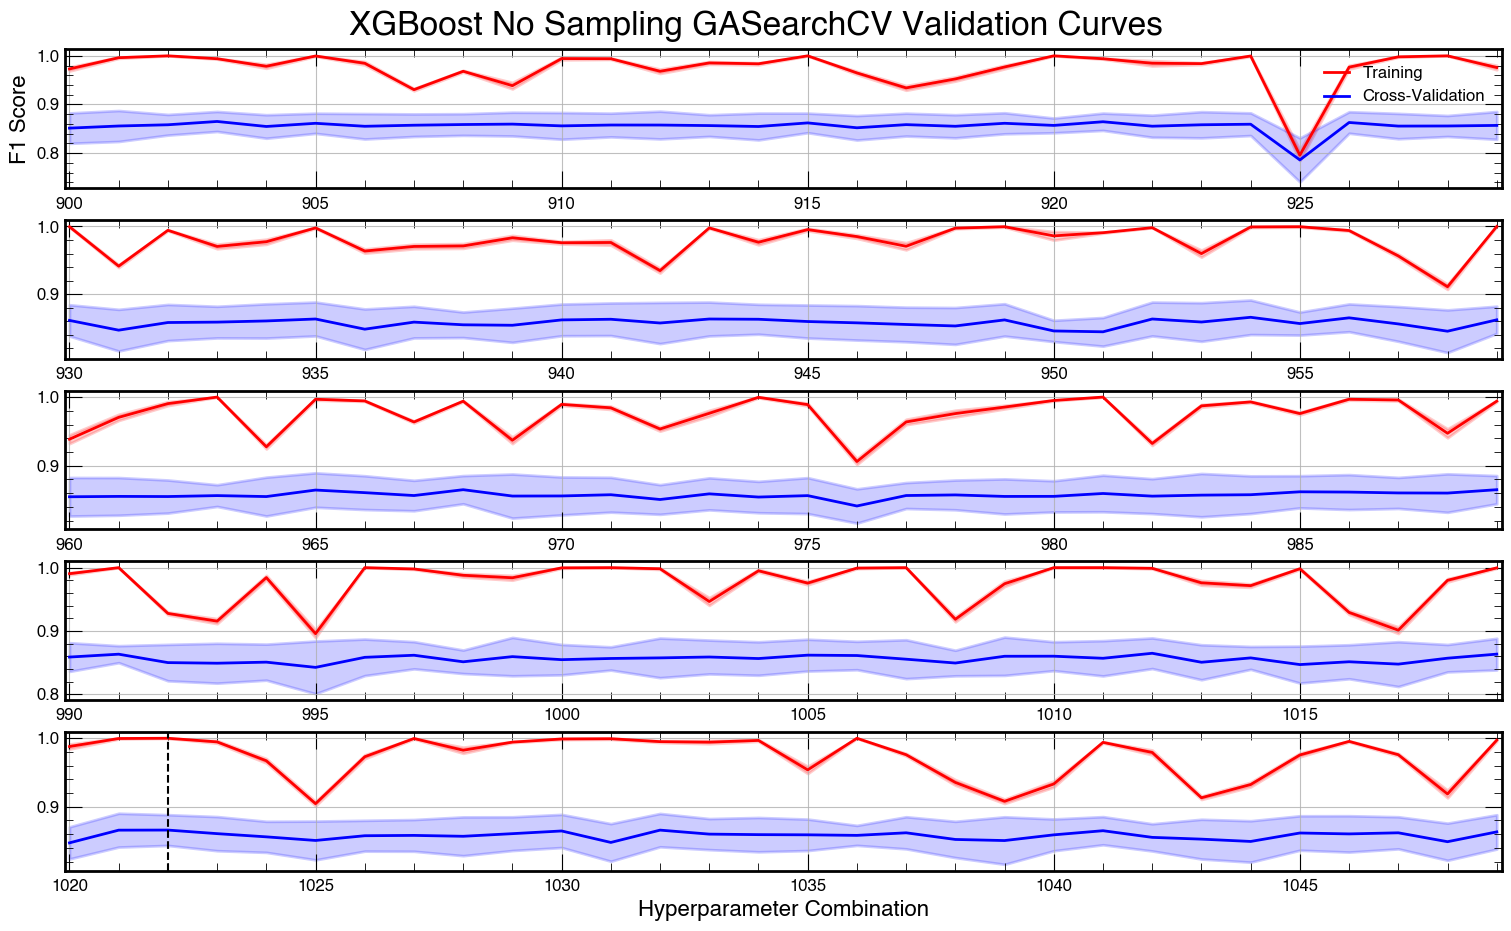 XGBoost No Sampling GASearchCV Validation Curves
F1 Score
1.0
0.9
0.8
Training
Cross-Validation
900 905 910 915 920 925
1.0
0.9
930 935 940 945 950 955
1.0
0.9
960 965 970 975 980 985
1.0
0.9
0.8
990 995 1000 1005 1010 1015
1.0
0.9
1020 1025 1030 1035 1040 1045
Hyperparameter Combination